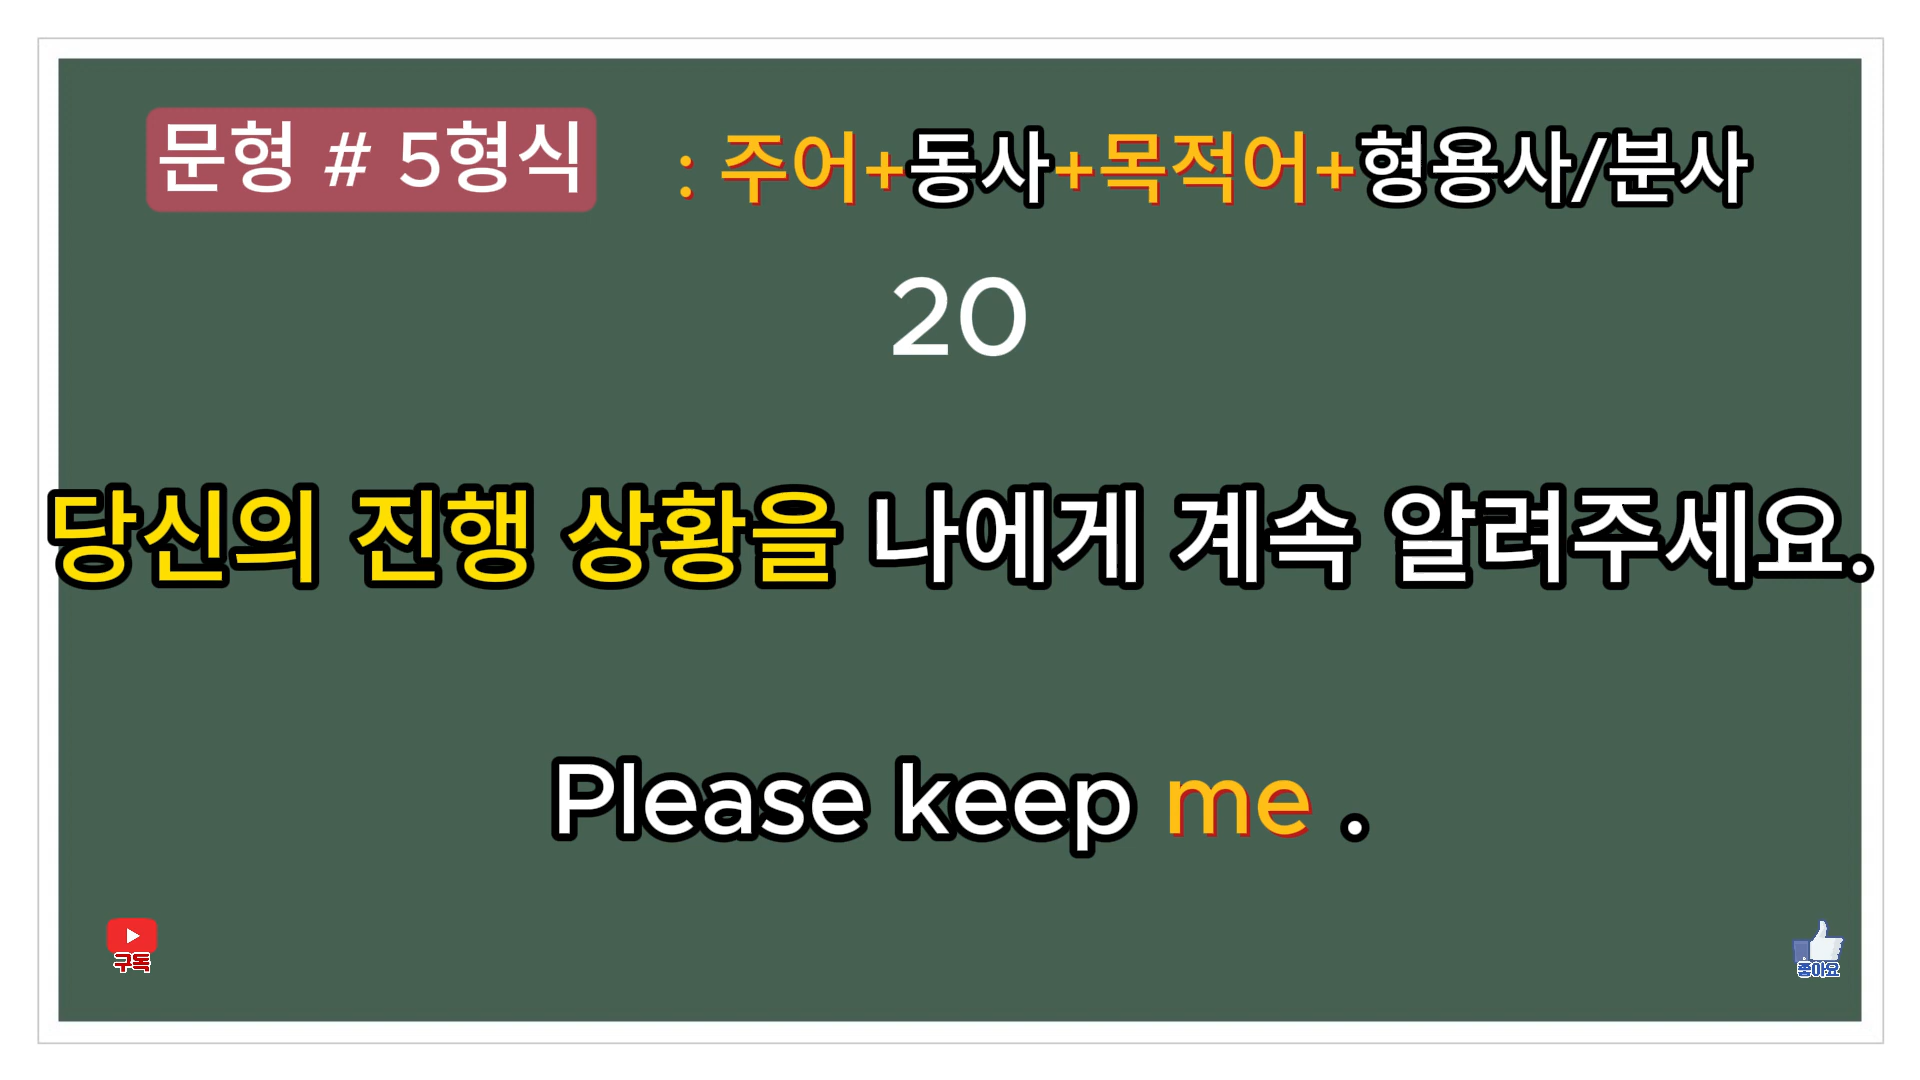 문형 # 5형식 : 주어+동사+목적어+형용사/분사
20
당신의 진행 상황을 나에게 계속 알려주세요.
Please keep me .
구독
좋아요